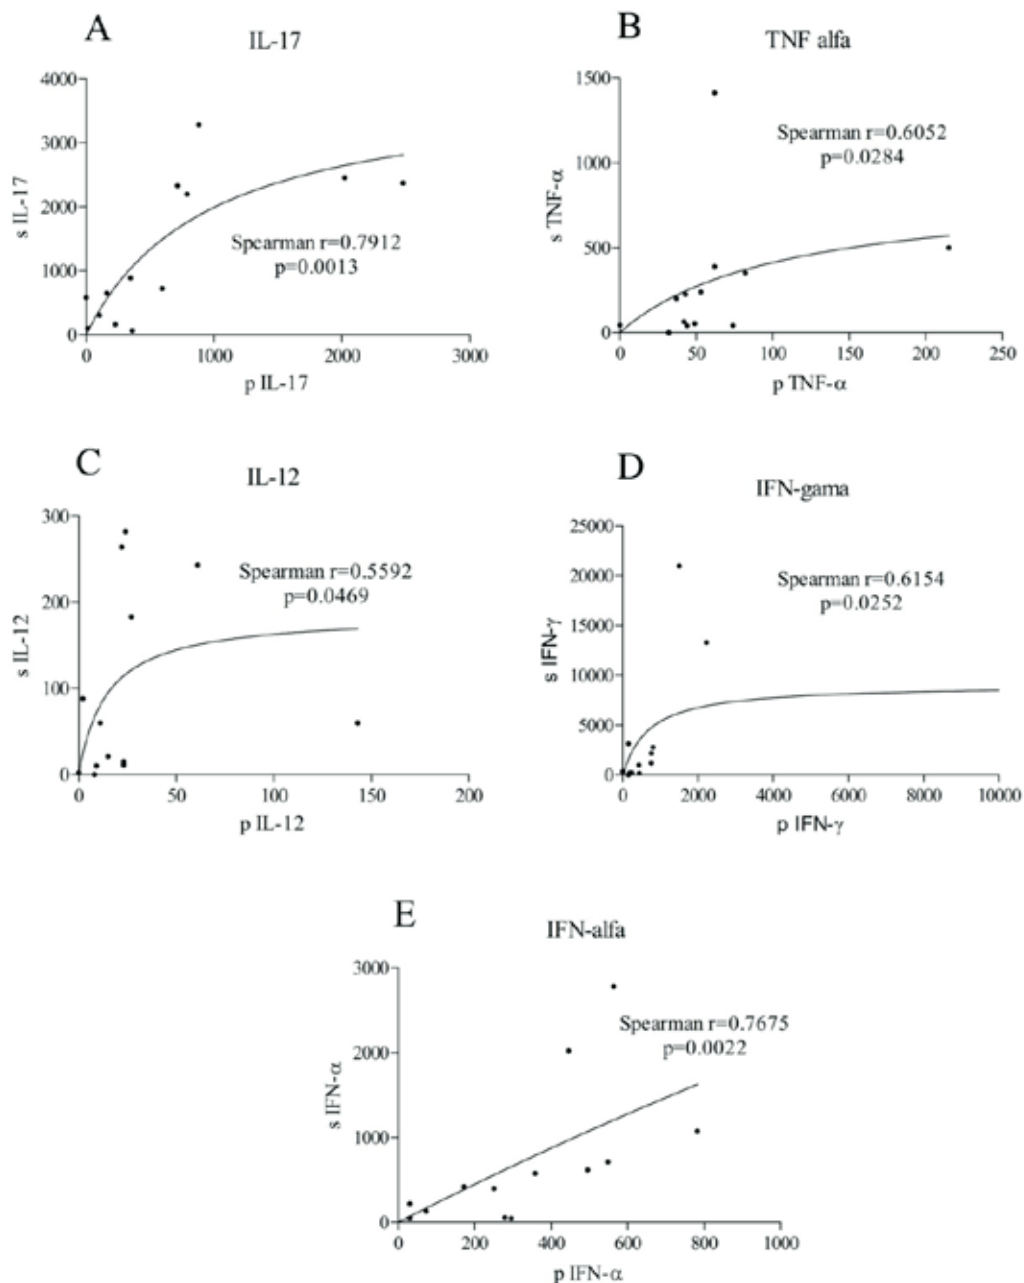 A
IL-17
4000
3000
2000
1000
0
s IL-17
Spearman r=0.7912
p=0.0013
0 1000 2000 3000
p IL-17
B
TNF alfa
1500
1000
500
0
s TNF-α
Spearman r=0.6052
p=0.0284
0 50 100 150 200 250
p TNF-α
C
IL-12
300
200
100
0
s IL-12
Spearman r=0.5592
p=0.0469
0 50 100 150 200
p IL-12
D
IFN-gama
25000
20000
15000
10000
5000
0
s IFN-γ
Spearman r=0.6154
p=0.0252
0 2000 4000 6000 8000 10000
p IFN-γ
E
IFN-alfa
3000
2000
1000
0
s IFN-α
Spearman r=0.7675
p=0.0022
0 200 400 600 800 1000
p IFN-α